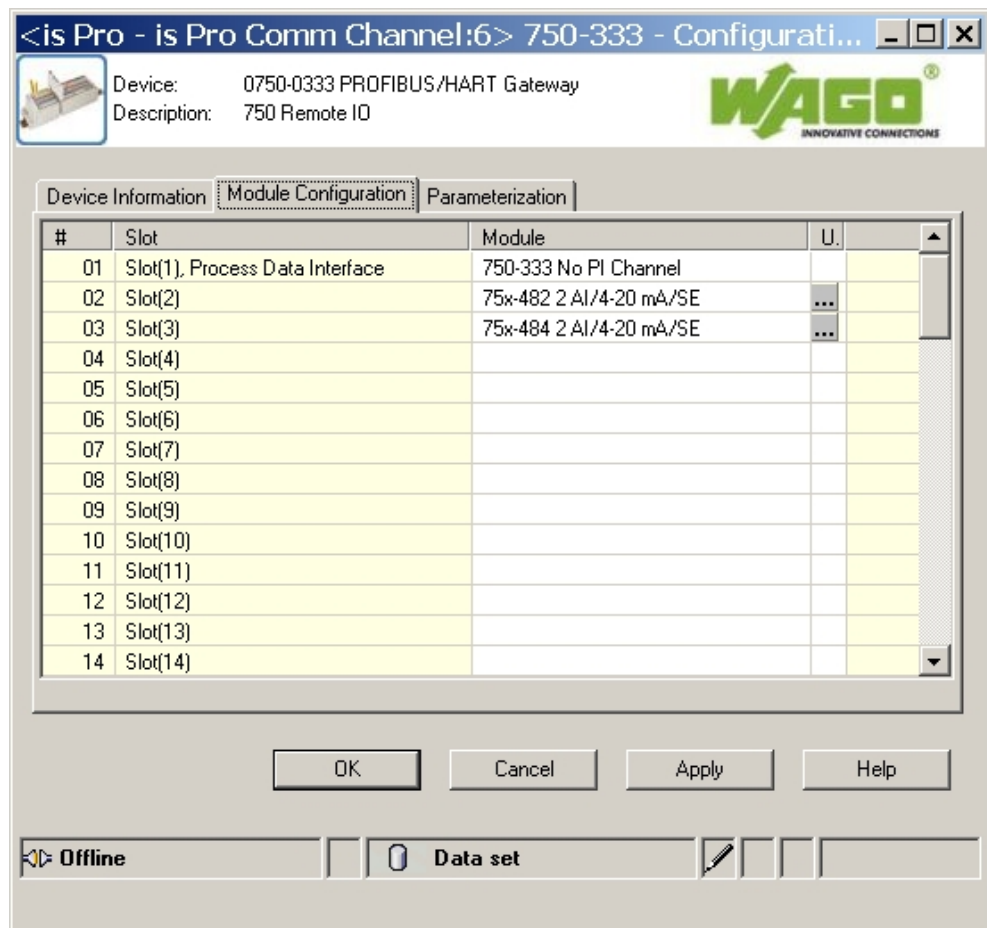 <is Pro - is Pro Comm Channel:6> 750-333 - Configurati...
Device: 0750-0333 PROFIBUS/HART Gateway
Description: 750 Remote IO
WAGO®
INNOVATIVE CONNECTIONS
Device Information Module Configuration Parameterization
# Slot Module U.
01 Slot(1), Process Data Interface 750-333 No PI Channel
02 Slot(2) 75x-482 2 AI/4-20 mA/SE ...
03 Slot(3) 75x-484 2 AI/4-20 mA/SE ...
04 Slot(4)
05 Slot(5)
06 Slot(6)
07 Slot(7)
08 Slot(8)
09 Slot(9)
10 Slot(10)
11 Slot(11)
12 Slot(12)
13 Slot(13)
14 Slot(14)
OK Cancel Apply Help
Offline Data set